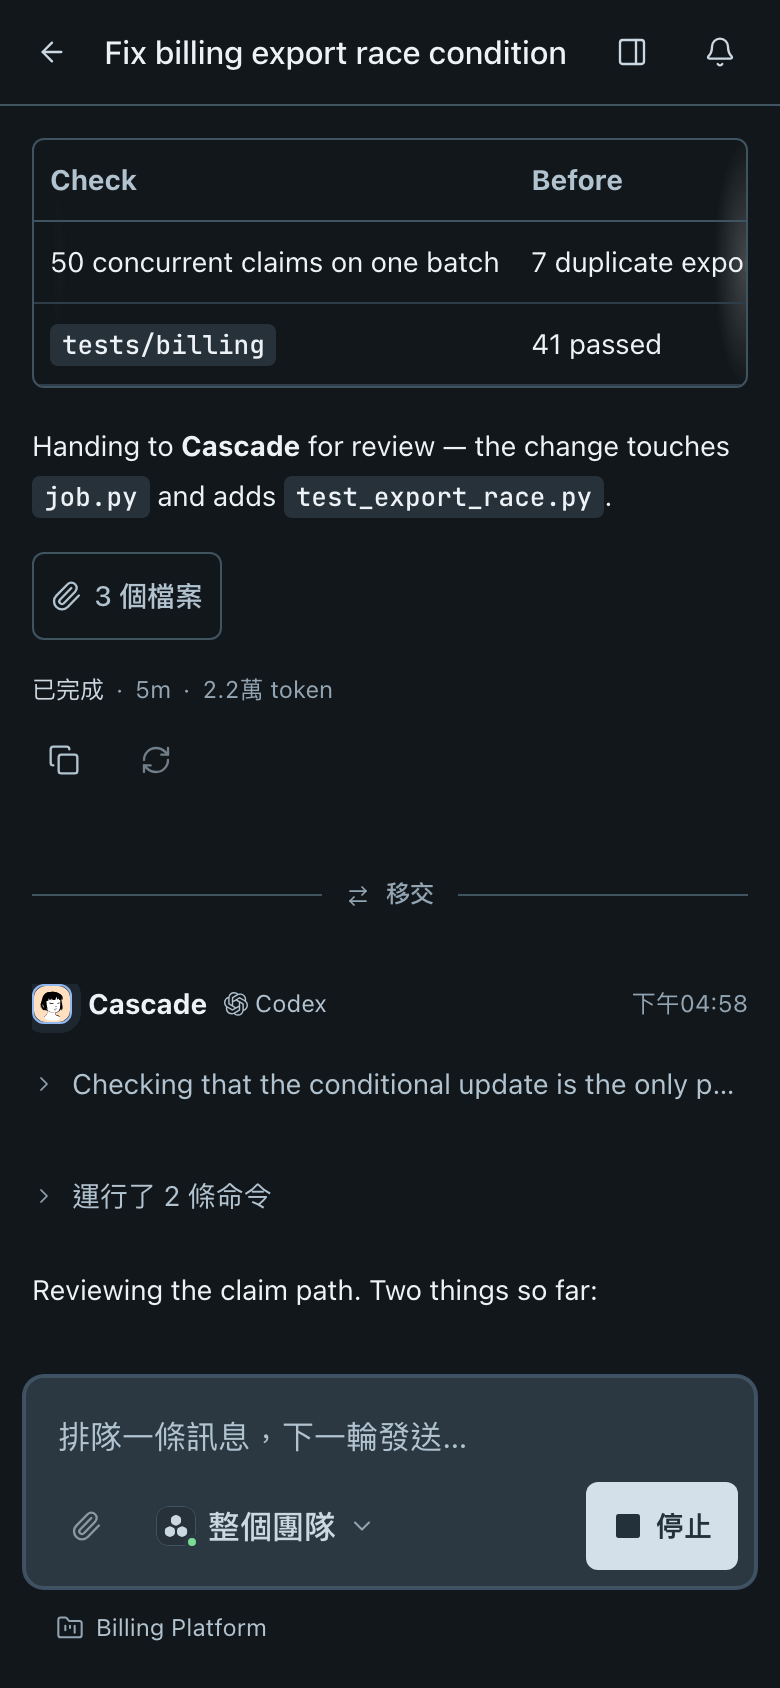 Fix billing export race condition
Check Before
50 concurrent claims on one batch 7 duplicate expo
tests/billing 41 passed
Handing to Cascade for review — the change touches
job.py and adds test_export_race.py.
3 個檔案
已完成 · 5m · 2.2萬 token
移交
Cascade Codex 下午04:58
Checking that the conditional update is the only p...
運行了 2 條命令
Reviewing the claim path. Two things so far:
排隊一條訊息，下一輪發送...
整個團隊
停止
Billing Platform